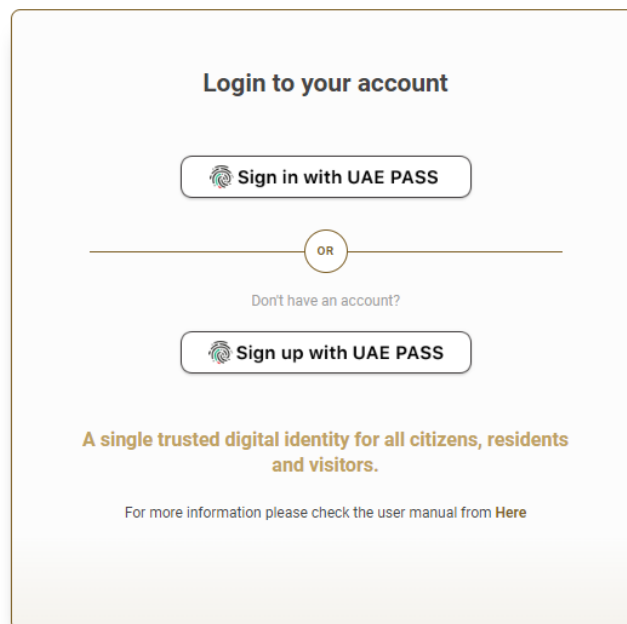 Login to your account
Sign in with UAE PASS
OR
Don't have an account?
Sign up with UAE PASS
A single trusted digital identity for all citizens, residents
and visitors.
For more information please check the user manual from Here